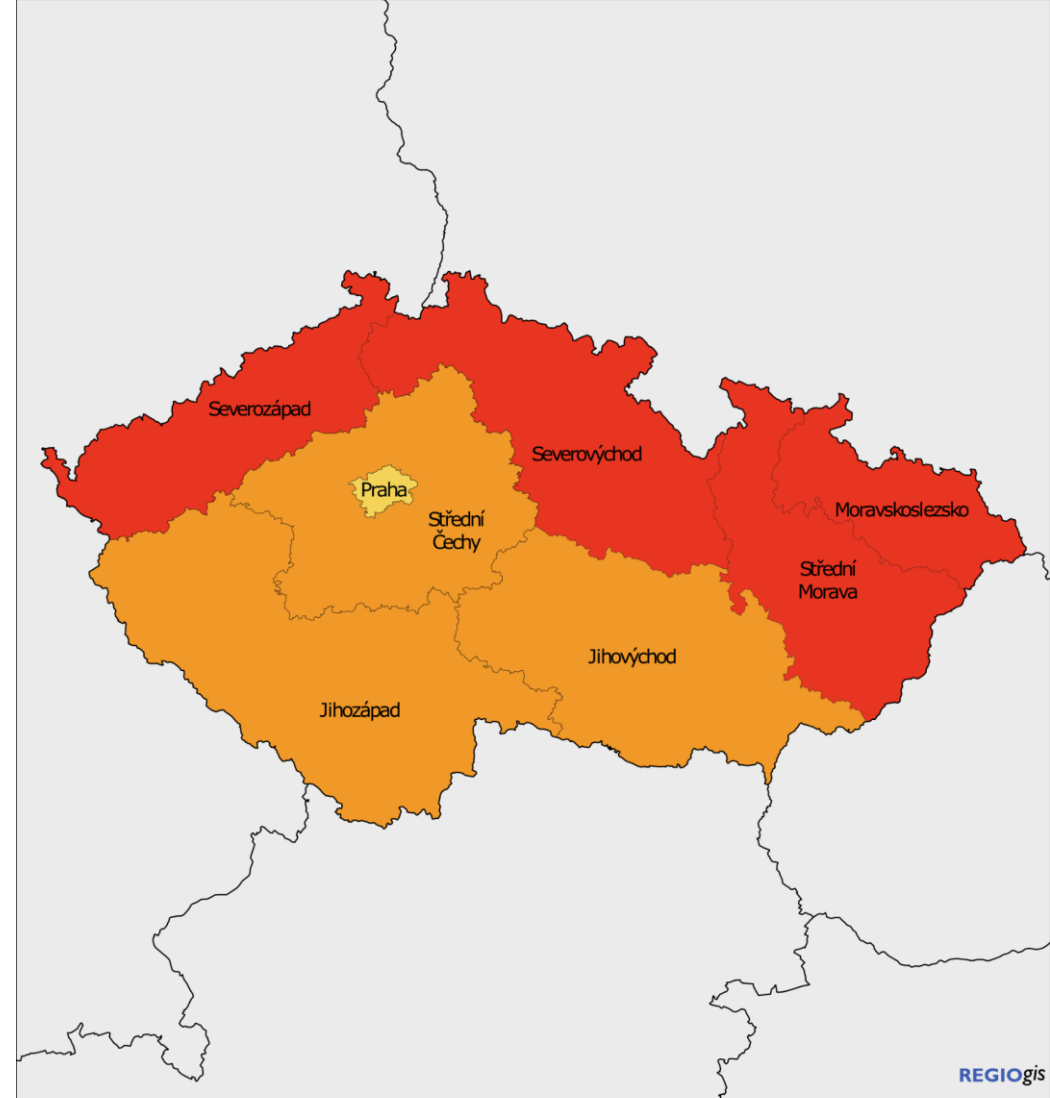 Severozápad
Severovýchod
Praha
Moravskoslezsko
Střední
Čechy
Střední
Morava
Jihovýchod
Jihozápad
REGIOgis